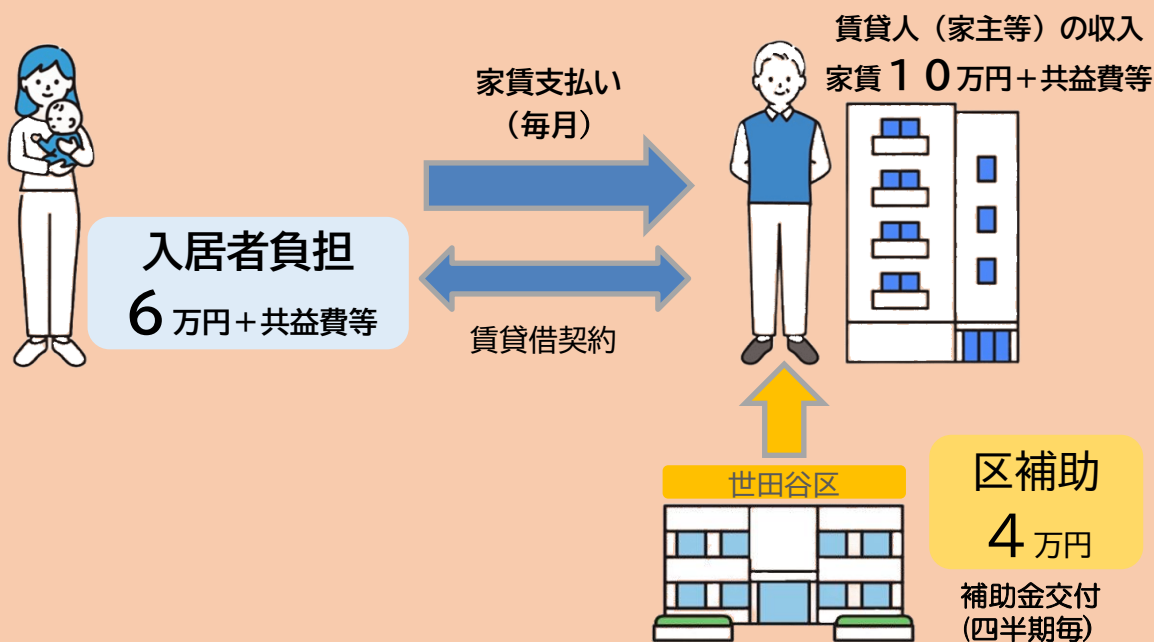 賃貸人（家主等）の収入
家賃１０万円＋共益費等
家賃支払い
（毎月）
入居者負担
６万円＋共益費等
賃貸借契約
世田谷区
区補助
４万円
補助金交付
(四半期毎)